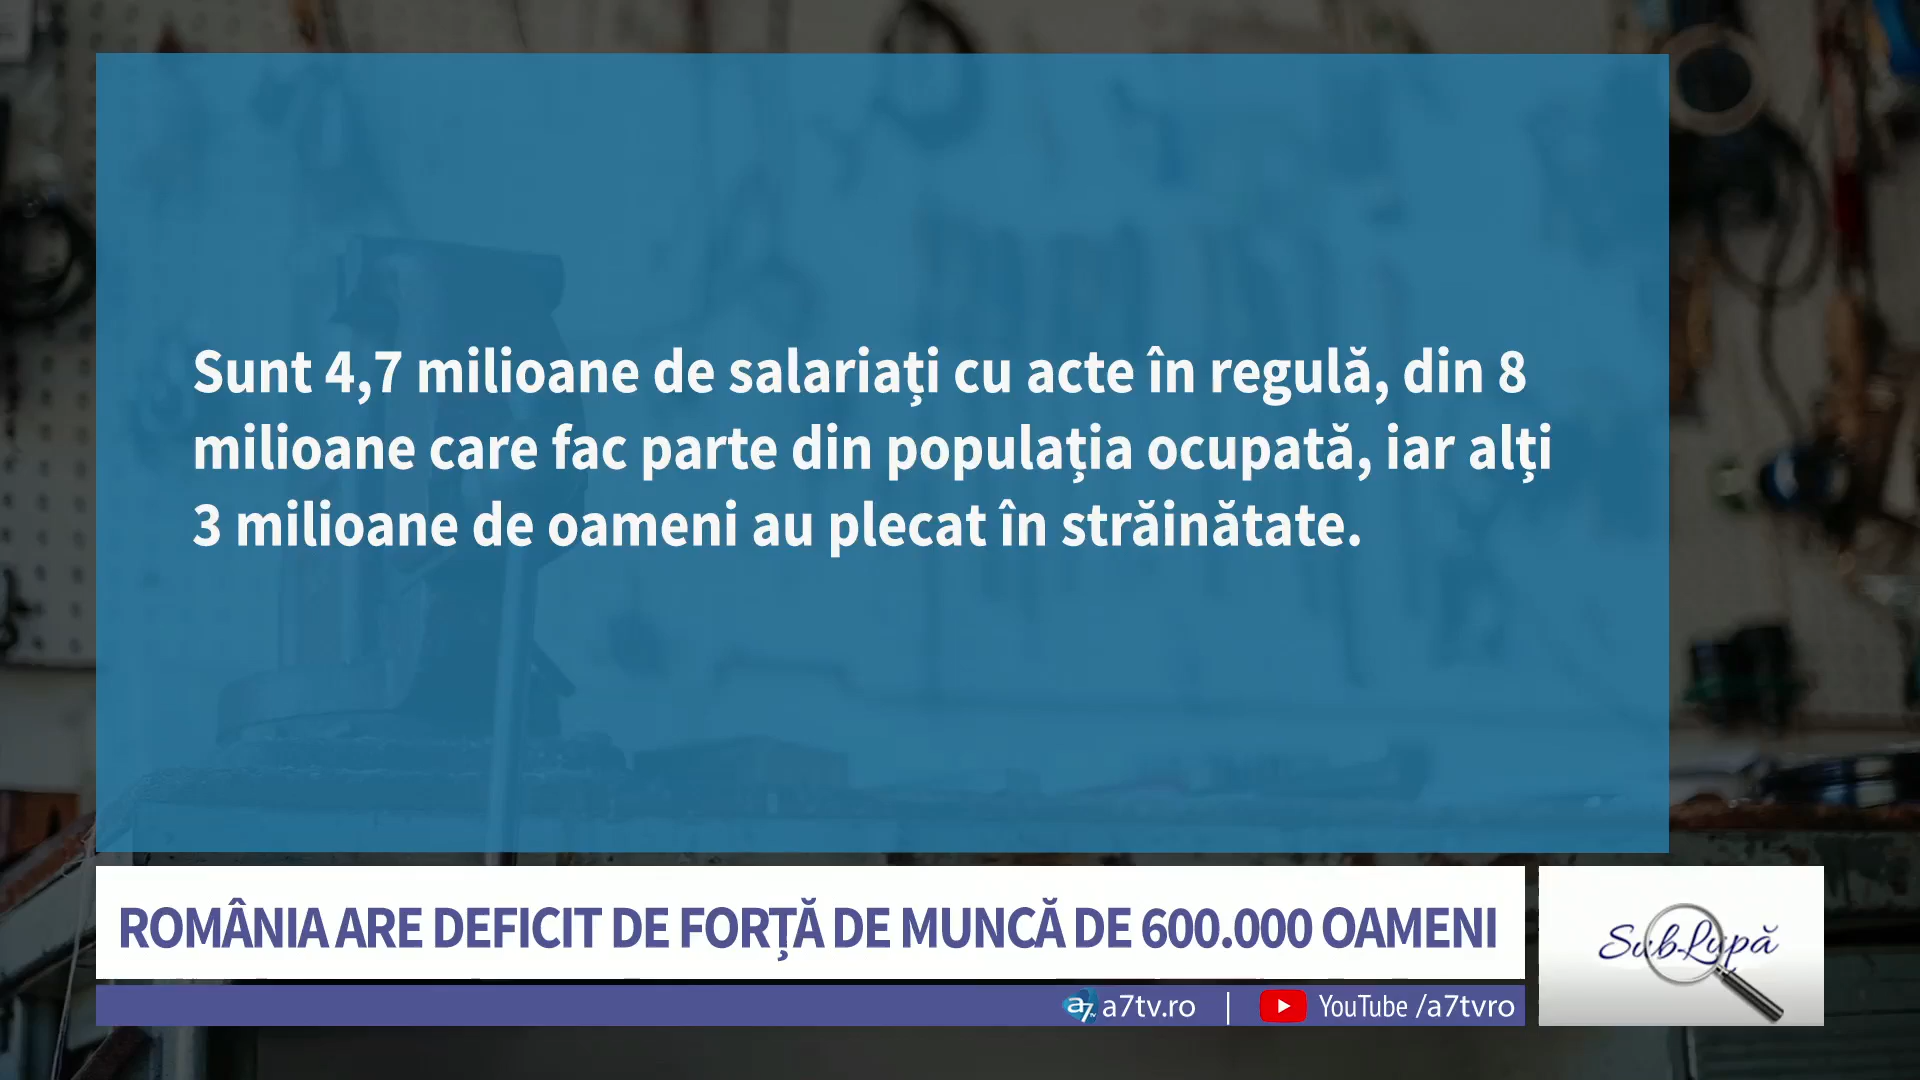 Sunt 4,7 milioane de salariați cu acte în regulă, din 8
milioane care fac parte din populația ocupată, iar alți
3 milioane de oameni au plecat în străinătate.
ROMÂNIA ARE DEFICIT DE FORȚĂ DE MUNCĂ DE 600.000 OAMENI
Sub Lupă
a7 a7tv.ro | YouTube /a7tvro